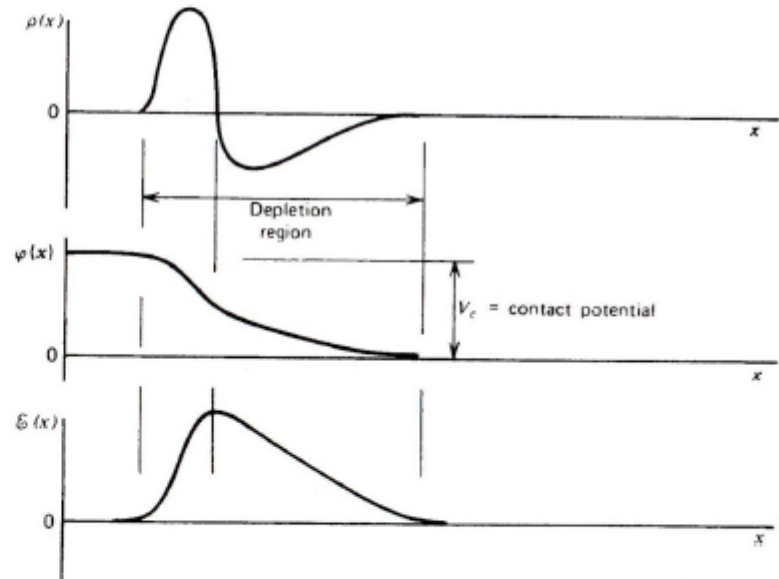 ρ(x)
0
x
Depletion
region
φ(x)
V_c = contact potential
0
x
ℰ(x)
0
x